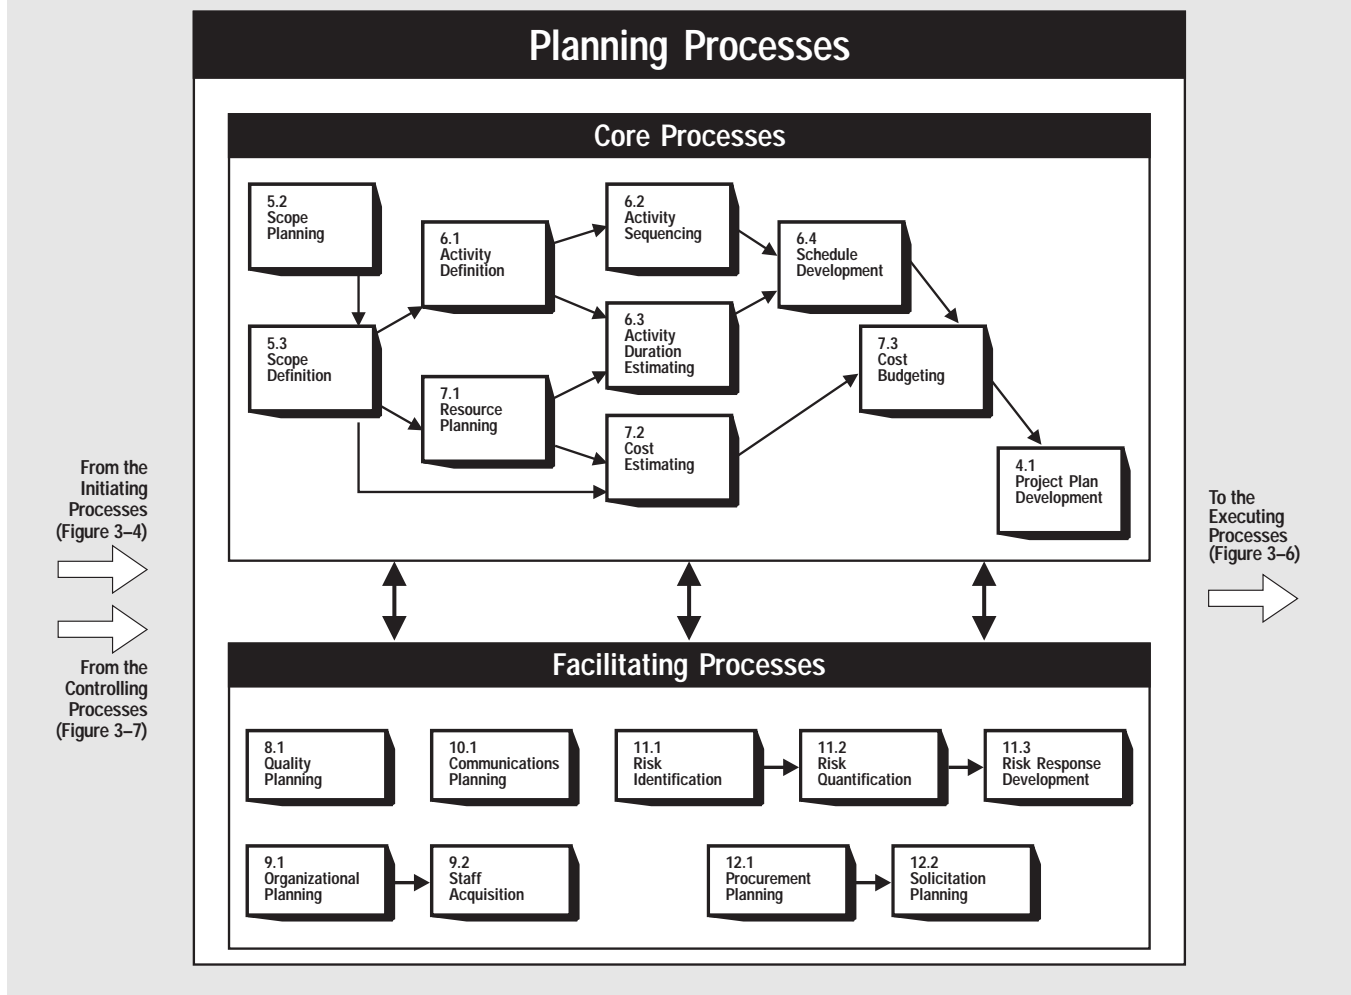 Planning Processes
Core Processes
5.2
Scope
Planning
5.3
Scope
Definition
6.1
Activity
Definition
7.1
Resource
Planning
6.2
Activity
Sequencing
6.3
Activity
Duration
Estimating
7.2
Cost
Estimating
6.4
Schedule
Development
7.3
Cost
Budgeting
4.1
Project Plan
Development
From the
Initiating
Processes
(Figure 3–4)
From the
Controlling
Processes
(Figure 3–7)
To the
Executing
Processes
(Figure 3–6)
Facilitating Processes
8.1
Quality
Planning
10.1
Communications
Planning
11.1
Risk
Identification
11.2
Risk
Quantification
11.3
Risk Response
Development
9.1
Organizational
Planning
9.2
Staff
Acquisition
12.1
Procurement
Planning
12.2
Solicitation
Planning